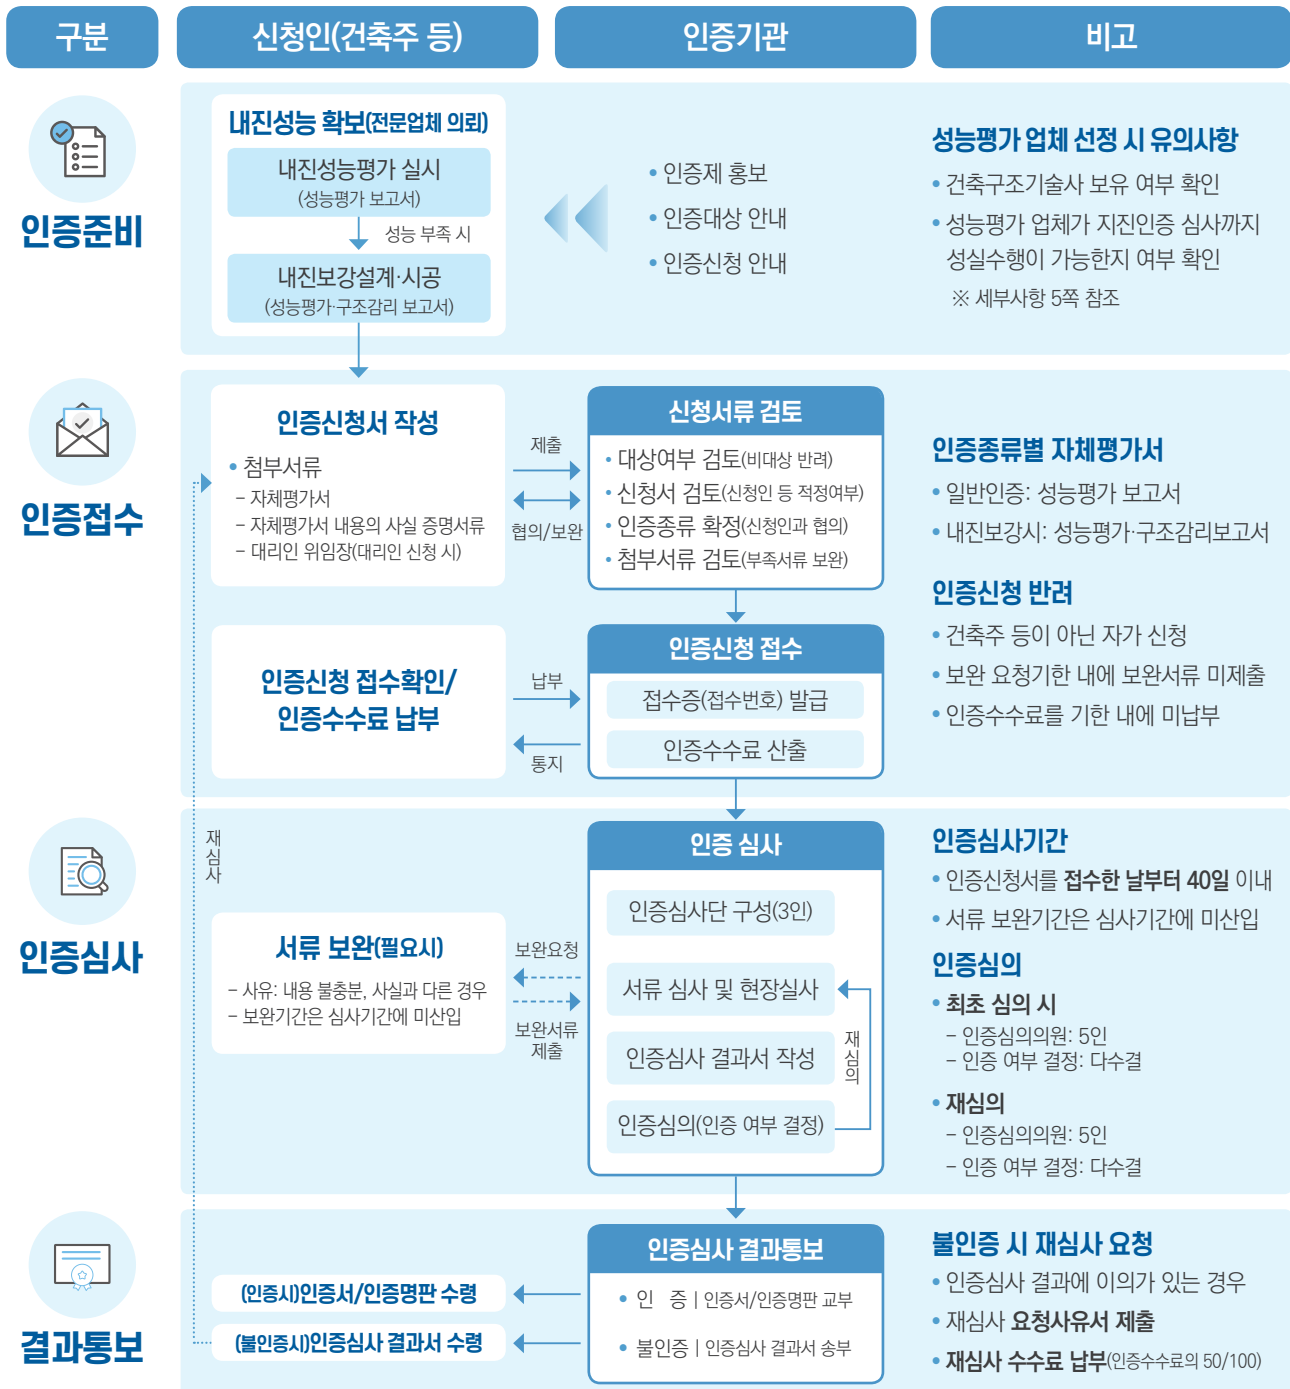 구분
신청인(건축주 등)
인증기관
비고
인증준비
내진성능 확보(전문업체 의뢰)
내진성능평가 실시
(성능평가 보고서)
성능 부족 시
내진보강설계·시공
(성능평가·구조감리 보고서)
• 인증제 홍보
• 인증대상 안내
• 인증신청 안내
성능평가 업체 선정 시 유의사항
• 건축구조기술사 보유 여부 확인
• 성능평가 업체가 지진인증 심사까지
성실수행이 가능한지 여부 확인
※ 세부사항 5쪽 참조
인증접수
인증신청서 작성
• 첨부서류
- 자체평가서
- 자체평가서 내용의 사실 증명서류
- 대리인 위임장(대리인 신청 시)
제출
협의/보완
신청서류 검토
• 대상여부 검토(비대상 반려)
• 신청서 검토(신청인 등 적정여부)
• 인증종류 확정(신청인과 협의)
• 첨부서류 검토(부족서류 보완)
인증종류별 자체평가서
• 일반인증: 성능평가 보고서
• 내진보강시: 성능평가·구조감리보고서
인증신청 반려
• 건축주 등이 아닌 자가 신청
• 보완 요청기한 내에 보완서류 미제출
• 인증수수료를 기한 내에 미납부
인증신청 접수확인/
인증수수료 납부
납부
통지
인증신청 접수
접수증(접수번호) 발급
인증수수료 산출
인증심사
재심사
서류 보완(필요시)
- 사유: 내용 불충분, 사실과 다른 경우
- 보완기간은 심사기간에 미산입
보완요청
보완서류
제출
인증 심사
인증심사단 구성(3인)
서류 심사 및 현장실사
인증심사 결과서 작성
인증심의(인증 여부 결정)
재심의
인증심사기간
• 인증신청서를 접수한 날부터 40일 이내
• 서류 보완기간은 심사기간에 미산입
인증심의
• 최초 심의 시
- 인증심의의원: 5인
- 인증 여부 결정: 다수결
• 재심의
- 인증심의의원: 5인
- 인증 여부 결정: 다수결
결과통보
(인증시)인증서/인증명판 수령
(불인증시)인증심사 결과서 수령
인증심사 결과통보
• 인 증 | 인증서/인증명판 교부
• 불인증 | 인증심사 결과서 송부
불인증 시 재심사 요청
• 인증심사 결과에 이의가 있는 경우
• 재심사 요청사유서 제출
• 재심사 수수료 납부(인증수수료의 50/100)